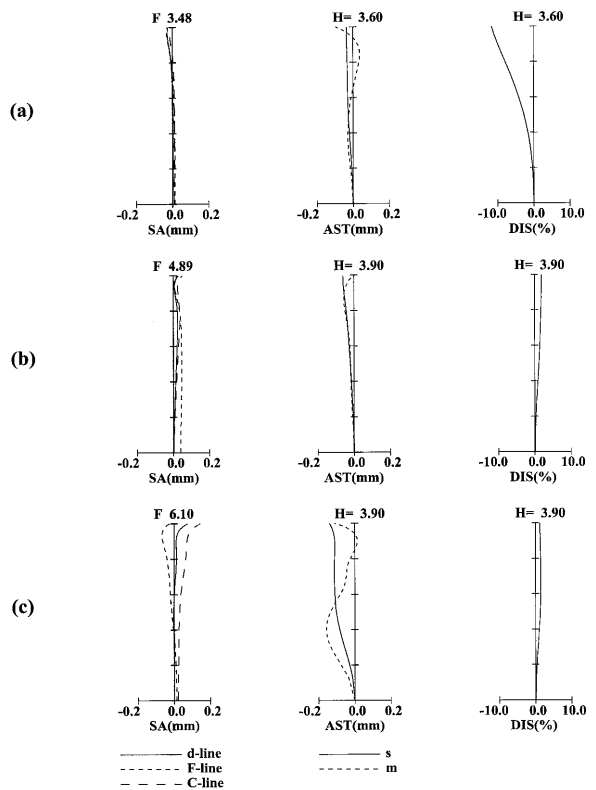 F 3.48 H= 3.60 H= 3.60
(a)
-0.2 0.0 0.2 -0.2 0.0 0.2 -10.0 0.0 10.0
SA(mm) AST(mm) DIS(%)
F 4.89 H= 3.90 H= 3.90
(b)
-0.2 0.0 0.2 -0.2 0.0 0.2 -10.0 0.0 10.0
SA(mm) AST(mm) DIS(%)
F 6.10 H= 3.90 H= 3.90
(c)
-0.2 0.0 0.2 -0.2 0.0 0.2 -10.0 0.0 10.0
SA(mm) AST(mm) DIS(%)
d-line s
F-line m
C-line